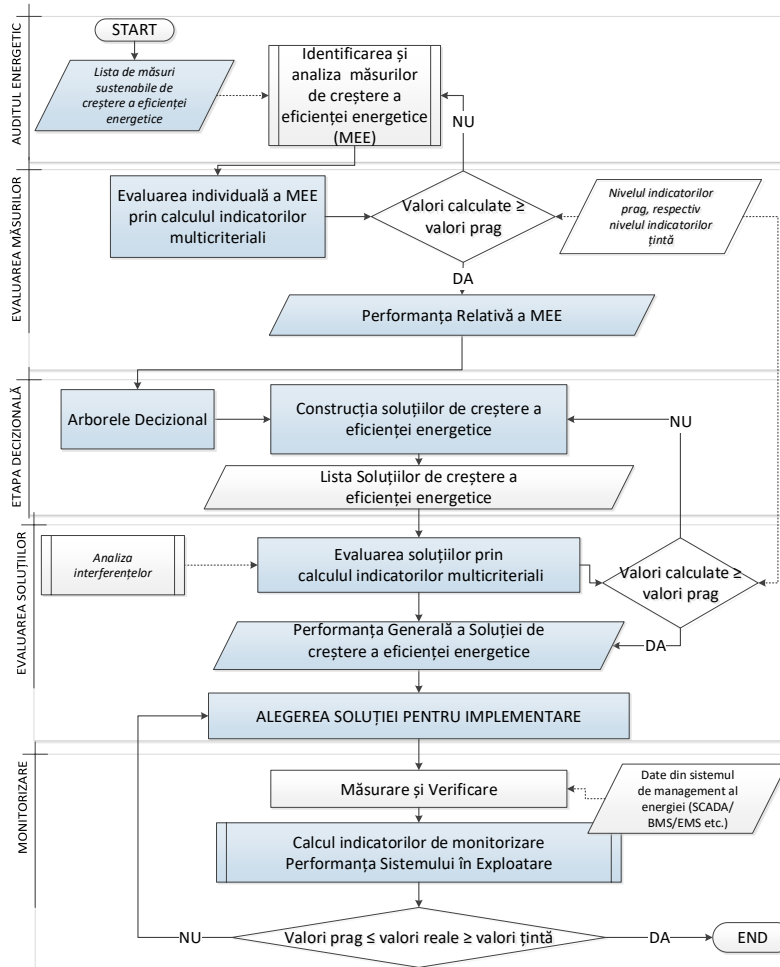 AUDITUL ENERGETIC
START
Lista de măsuri
sustenabile de
creștere a eficienței
energetice
Identificarea și
analiza măsurilor
de creștere a
eficienței energetice
(MEE)
NU
EVALUAREA MĂSURILOR
Evaluarea individuală a MEE
prin calculul indicatorilor
multicriteriali
Valori calculate ≥
valori prag
Nivelul indicatorilor
prag, respectiv
nivelul indicatorilor
țintă
DA
Performanța Relativă a MEE
ETAPA DECIZIONALĂ
Arborele Decizional
Construcția soluțiilor de creștere a
eficienței energetice
NU
Lista Soluțiilor de creștere a
eficienței energetice
EVALUAREA SOLUȚIILOR
Analiza
interferențelor
Evaluarea soluțiilor prin
calculul indicatorilor multicriteriali
Valori calculate ≥
valori prag
Performanța Generală a Soluției de
creștere a eficienței energetice
DA
ALEGEREA SOLUȚIEI PENTRU IMPLEMENTARE
MONITORIZARE
Măsurare și Verificare
Date din sistemul
de management al
energiei (SCADA/
BMS/EMS etc.)
Calcul indicatorilor de monitorizare
Performanța Sistemului în Exploatare
NU
Valori prag ≤ valori reale ≥ valori țintă
DA
END